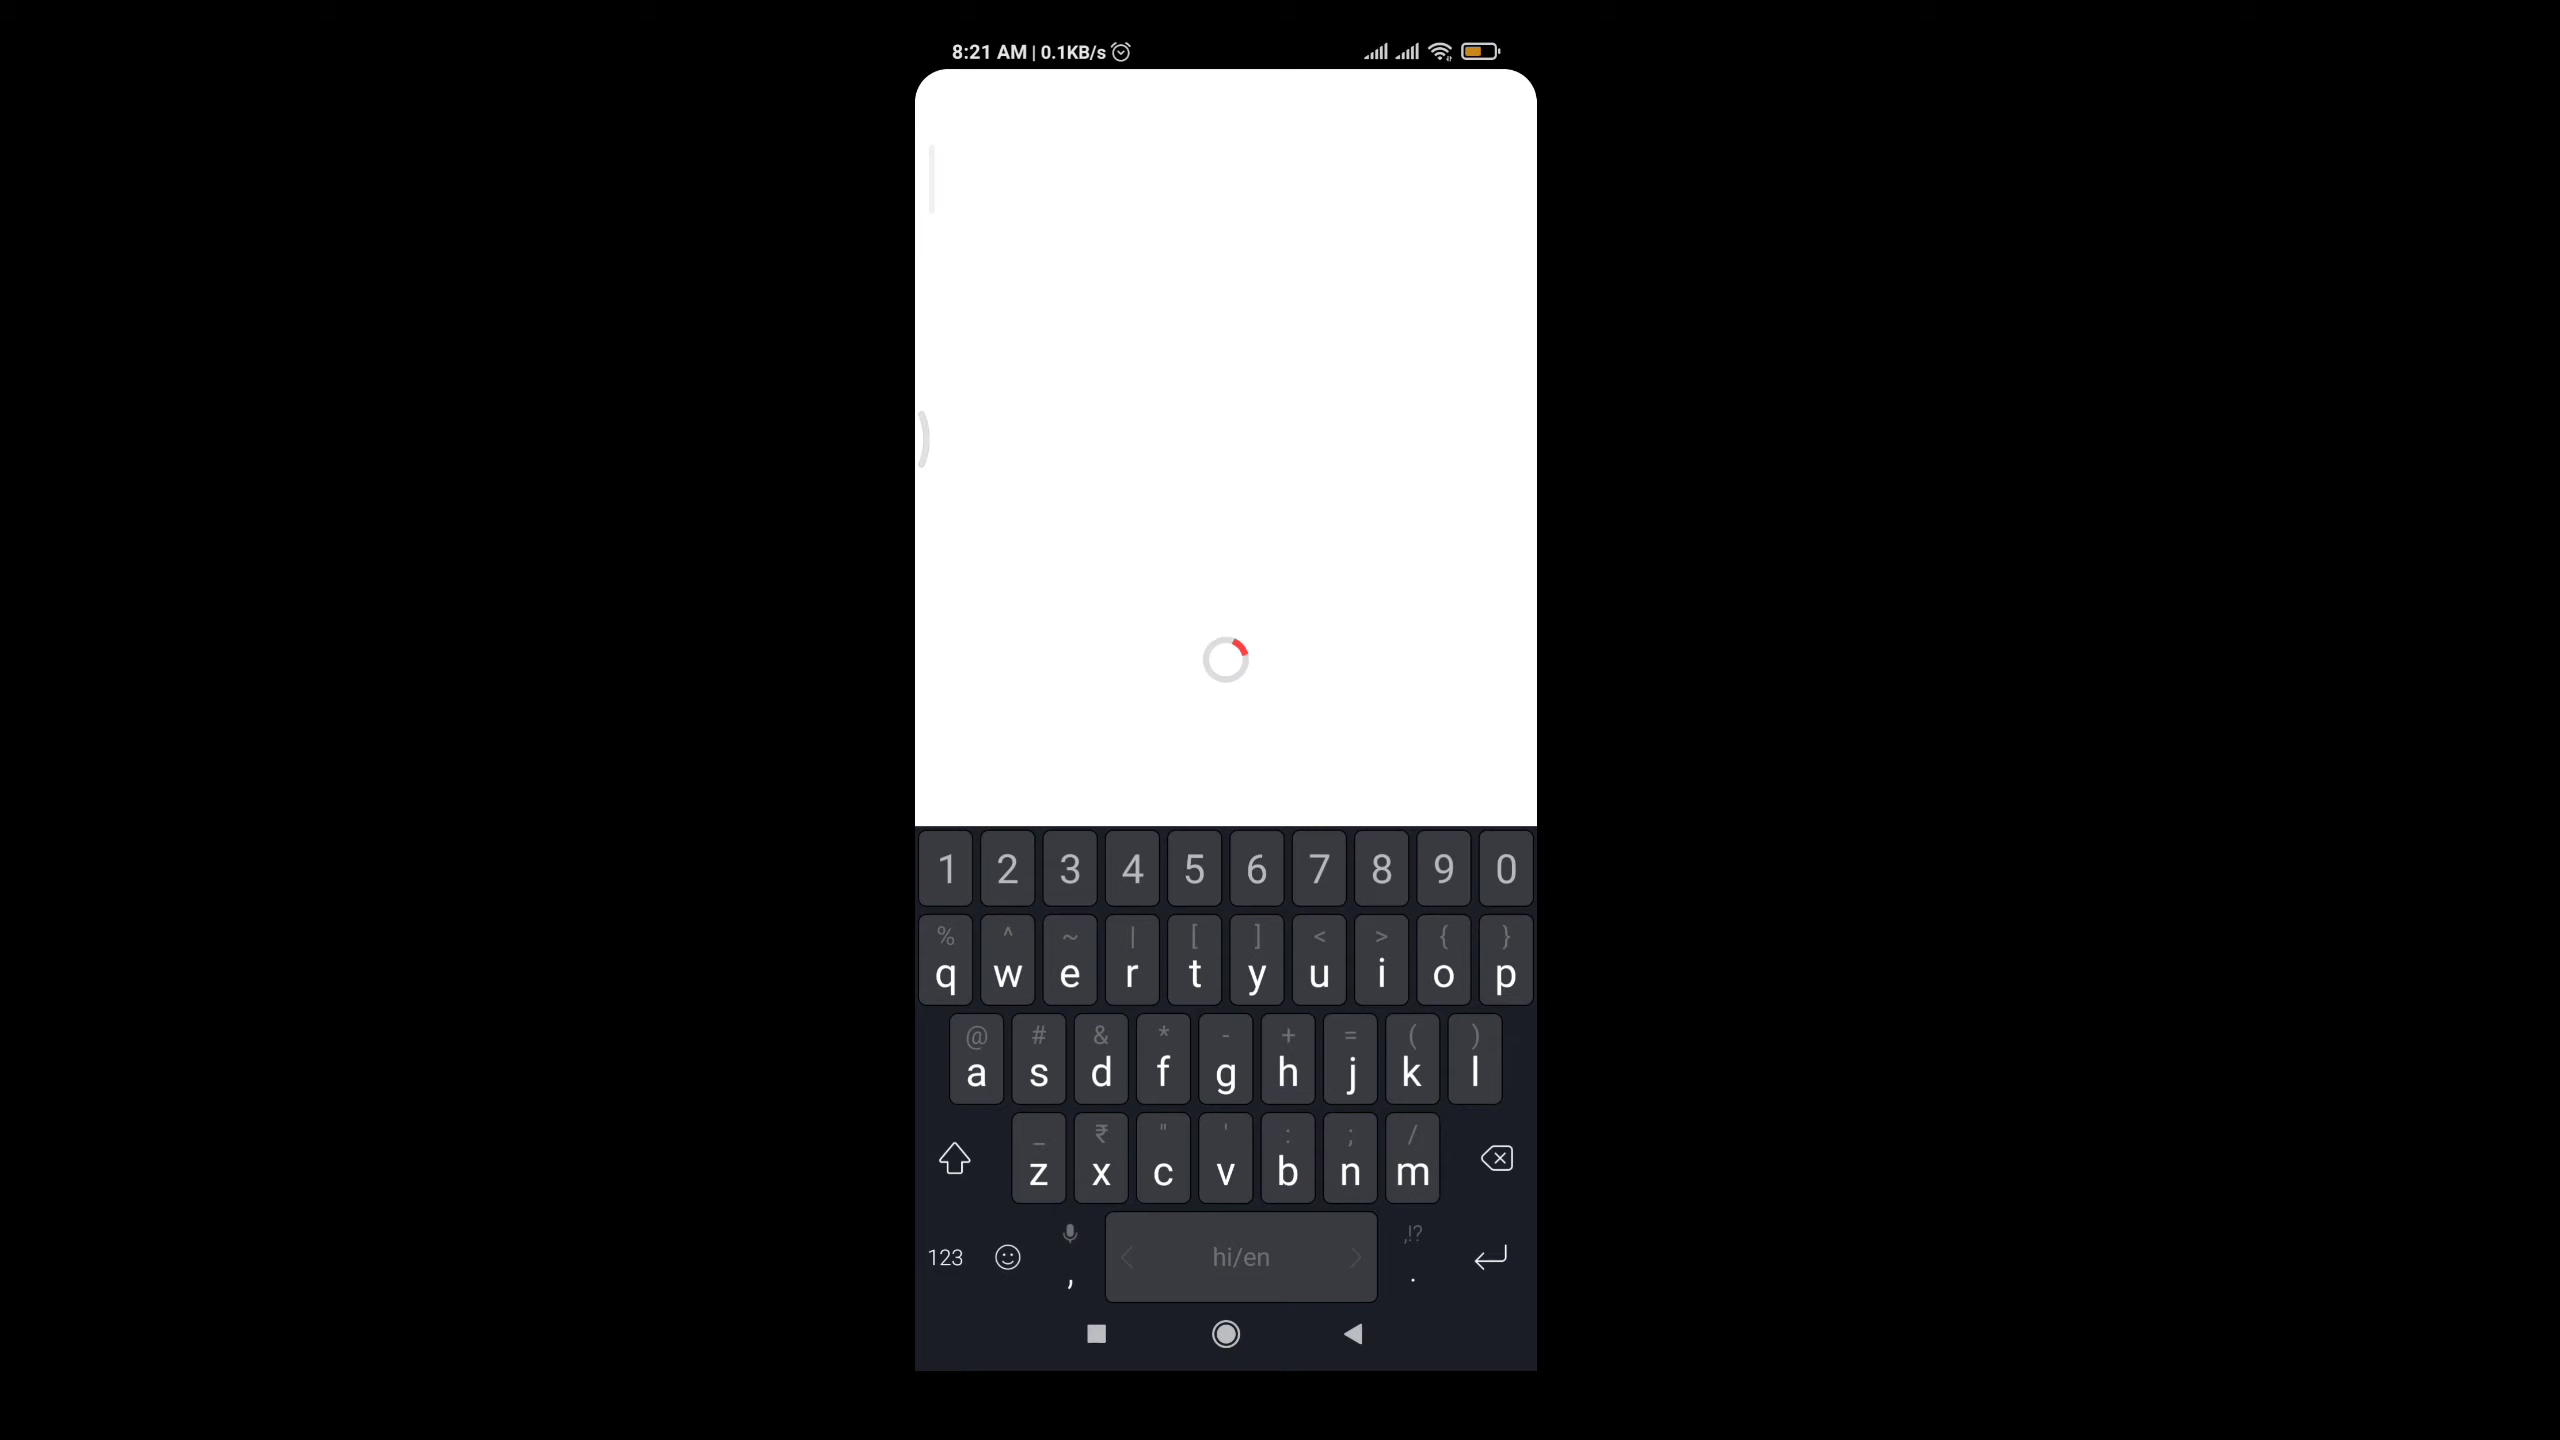 8:21 AM | 0.1KB/s
1 2 3 4 5 6 7 8 9 0
% ^ ~ | [ ] < > { }
q w e r t y u i o p
@ # & * - + = ( )
a s d f g h j k l
_ ₹ " ' : ; /
z x c v b n m
,!?
123 , hi/en .